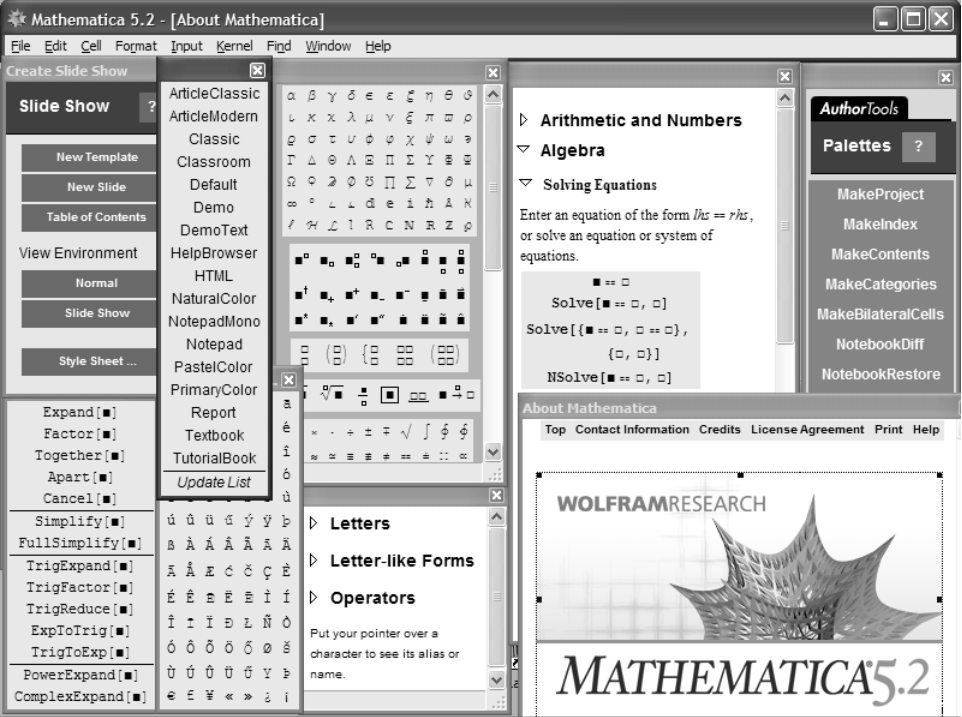 Mathematica 5.2 - [About Mathematica]
File Edit Cell Format Input Kernel Find Window Help
Create Slide Show
Slide Show ?
New Template
New Slide
Table of Contents
View Environment
Normal
Slide Show
Style Sheet ...
ArticleClassic
ArticleModern
Classic
Classroom
Default
Demo
DemoText
HelpBrowser
HTML
NaturalColor
NotepadMono
Notepad
PastelColor
PrimaryColor
Report
Textbook
TutorialBook
Update List
Arithmetic and Numbers
Algebra
Solving Equations
Enter an equation of the form lhs == rhs,
or solve an equation or system of
equations.
■ == □
Solve[■ == □, □]
Solve[{■ == □, □ == □},
{□, □}]
NSolve[■ == □, □]
AuthorTools
Palettes ?
MakeProject
MakeIndex
MakeContents
MakeCategories
MakeBilateralCells
NotebookDiff
NotebookRestore
Expand[■]
Factor[■]
Together[■]
Apart[■]
Cancel[■]
Simplify[■]
FullSimplify[■]
TrigExpand[■]
TrigFactor[■]
TrigReduce[■]
ExpToTrig[■]
TrigToExp[■]
PowerExpand[■]
ComplexExpand[■]
Letters
Letter-like Forms
Operators
Put your pointer over a
character to see its alias or
name.
About Mathematica
Top Contact Information Credits License Agreement Print Help
WOLFRAMRESEARCH
MATHEMATICA 5.2